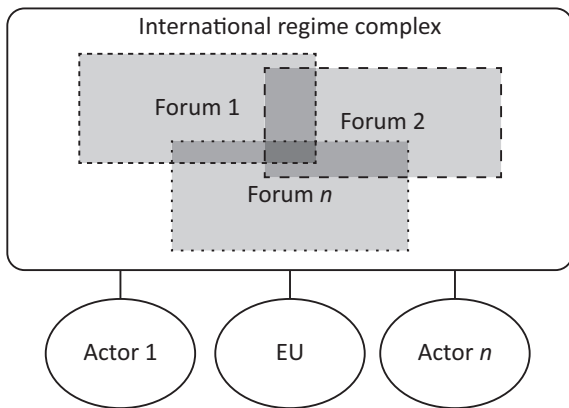 International regime complex
Forum 1
Forum 2
Forum n
Actor 1
EU
Actor n